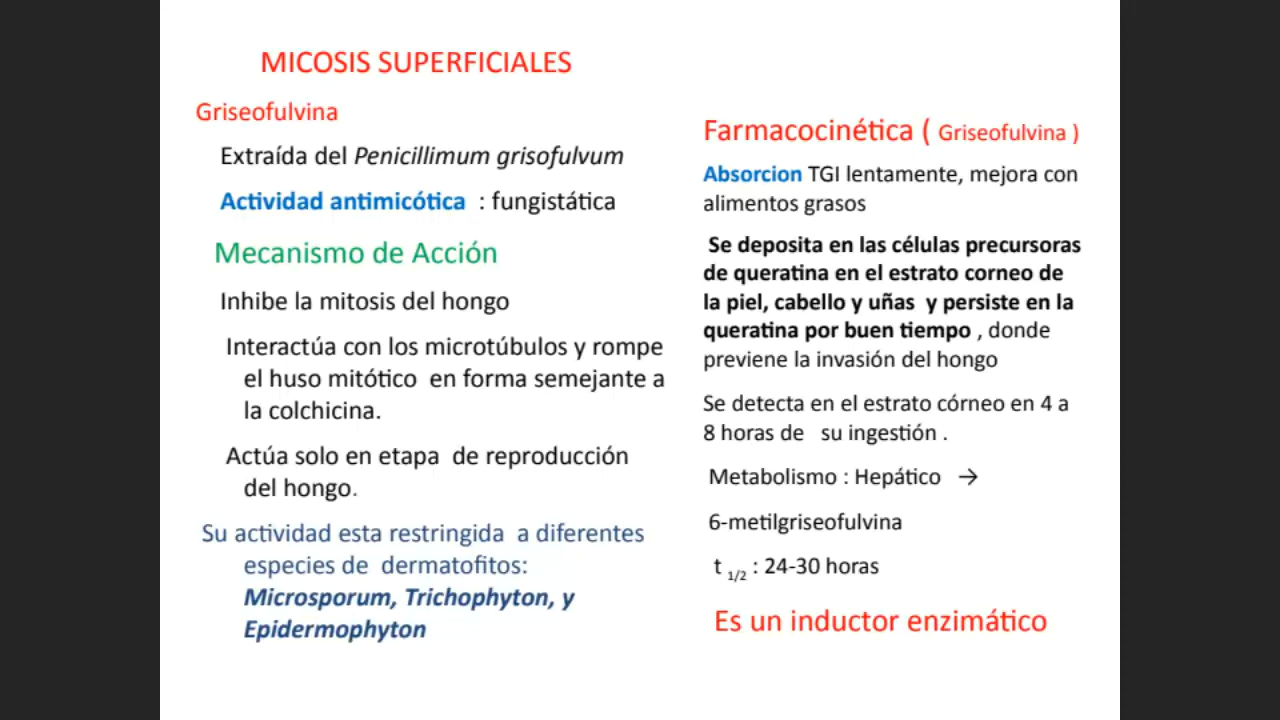 MICOSIS SUPERFICIALES
Griseofulvina
Extraída del Penicillimum grisofulvum
Actividad antimicótica : fungistática
Mecanismo de Acción
Inhibe la mitosis del hongo
Interactúa con los microtúbulos y rompe
el huso mitótico en forma semejante a
la colchicina.
Actúa solo en etapa de reproducción
del hongo.
Su actividad esta restringida a diferentes
especies de dermatofitos:
Microsporum, Trichophyton, y
Epidermophyton
Farmacocinética ( Griseofulvina )
Absorcion TGI lentamente, mejora con
alimentos grasos
Se deposita en las células precursoras
de queratina en el estrato corneo de
la piel, cabello y uñas y persiste en la
queratina por buen tiempo , donde
previene la invasión del hongo
Se detecta en el estrato córneo en 4 a
8 horas de su ingestión .
Metabolismo : Hepático →
6-metilgriseofulvina
t 1/2 : 24-30 horas
Es un inductor enzimático